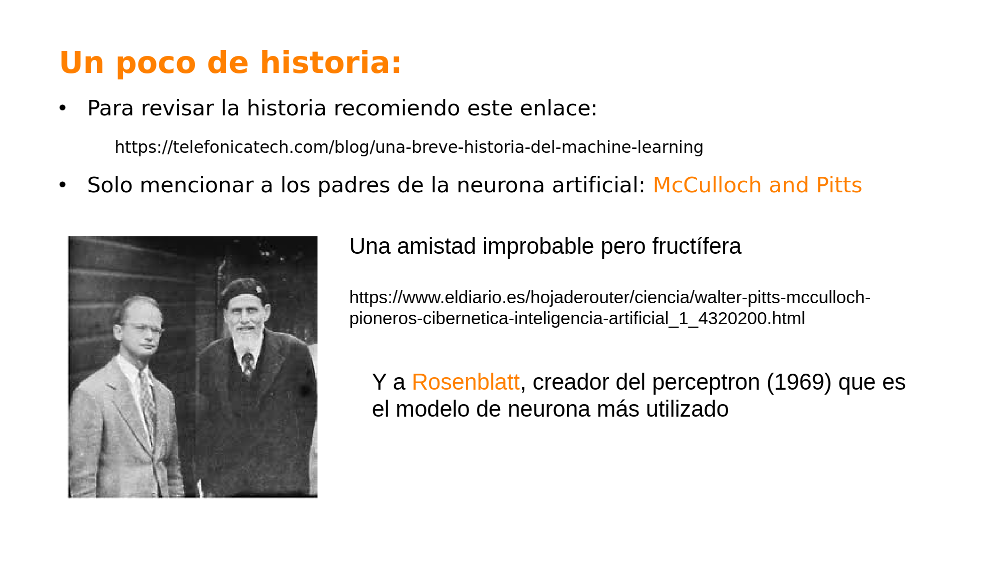 Un poco de historia:
• Para revisar la historia recomiendo este enlace:
https://telefonicatech.com/blog/una-breve-historia-del-machine-learning
• Solo mencionar a los padres de la neurona artificial: McCulloch and Pitts
Una amistad improbable pero fructífera
https://www.eldiario.es/hojaderouter/ciencia/walter-pitts-mcculloch-
pioneros-cibernetica-inteligencia-artificial_1_4320200.html
Y a Rosenblatt, creador del perceptron (1969) que es
el modelo de neurona más utilizado